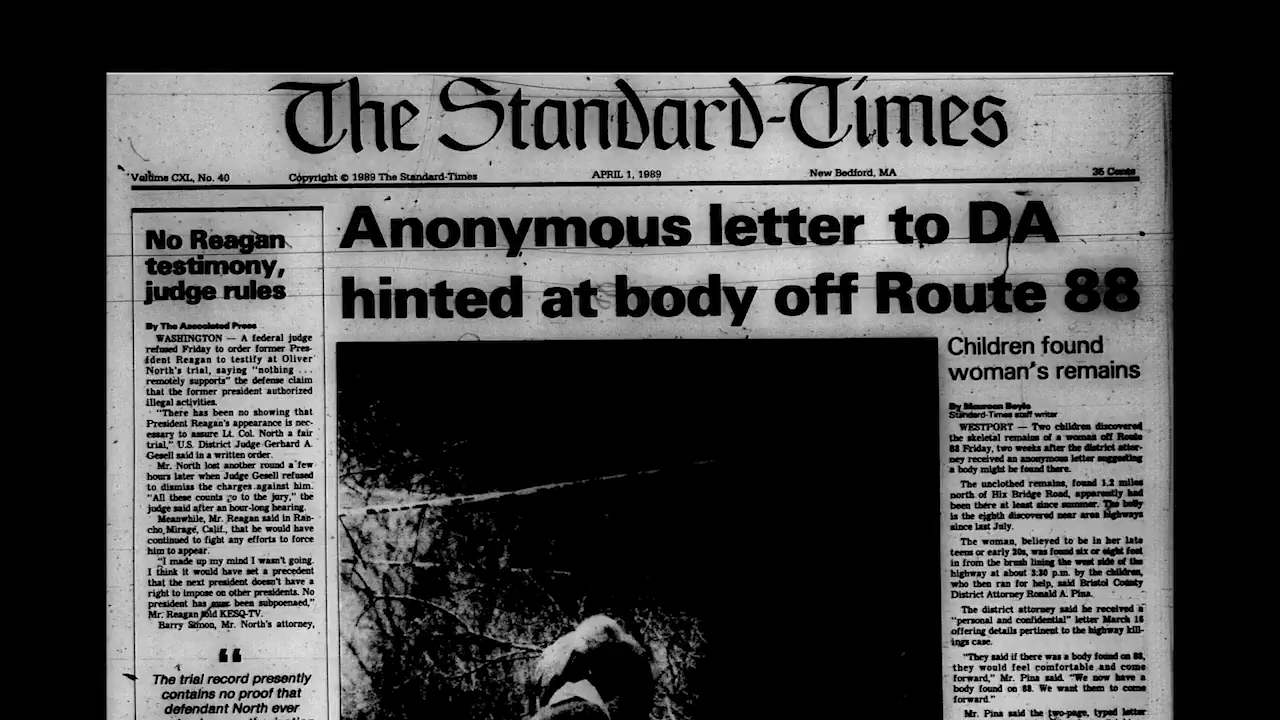 The Standard-Times
Volume CXL, No. 40 Copyright © 1989 The Standard-Times APRIL 1, 1989 New Bedford, MA 35 Cents
No Reagan
testimony,
judge rules
By The Associated Press
WASHINGTON — A federal judge
refused Friday to order former Pres-
ident Reagan to testify at Oliver
North's trial, saying "nothing ...
remotely supports" the defense claim
that the former president authorized
illegal activities.
"There has been no showing that
President Reagan's appearance is nec-
essary to assure Lt. Col. North a fair
trial," U.S. District Judge Gerhard A.
Gesell said in a written order.
Mr. North lost another round a few
hours later when Judge Gesell refused
to dismiss the charges against him.
"All these counts go to the jury," the
judge said after an hour-long hearing.
Meanwhile, Mr. Reagan said in Ran-
cho Mirage, Calif., that he would have
continued to fight any efforts to force
him to appear.
"I made up my mind I wasn't going.
I think it would have set a precedent
that the next president doesn't have a
right to impose on other presidents. No
president has ever been subpoenaed,"
Mr. Reagan told KESQ-TV.
Barry Simon, Mr. North's attorney,
"
The trial record presently
contains no proof that
defendant North ever
Anonymous letter to DA
hinted at body off Route 88
Children found
woman's remains
By Maureen Boyle
Standard-Times staff writer
WESTPORT — Two children discovered
the skeletal remains of a woman off Route
88 Friday, two weeks after the district attor-
ney received an anonymous letter suggesting
a body might be found there.
The unclothed remains, found 1.2 miles
north of Hix Bridge Road, apparently had
been there at least since summer. The body
is the eighth discovered near area highways
since last July.
The woman, believed to be in her late
teens or early 20s, was found six or eight feet
in from the brush lining the west side of the
highway at about 3:30 p.m. by the children,
who then ran for help, said Bristol County
District Attorney Ronald A. Pina.
The district attorney said he received a
"personal and confidential" letter March 16
offering details pertinent to the highway kill-
ings case.
"They said if there was a body found on 88,
they would feel comfortable and come
forward," Mr. Pina said. "We now have a
body found on 88. We want them to come
forward."
Mr. Pina said the two-page, typed letter